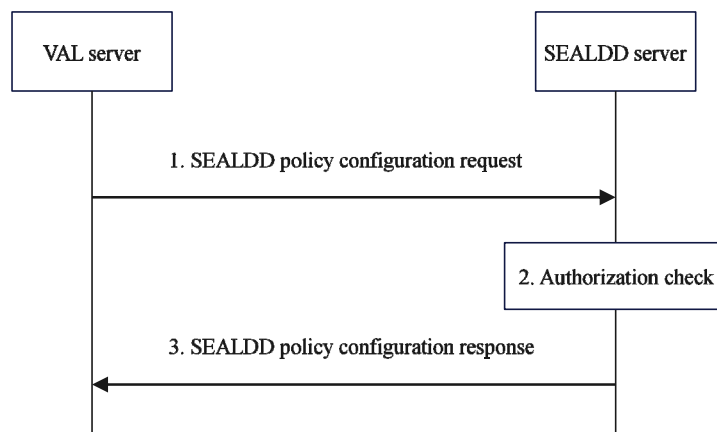 VAL server
SEALDD server
1. SEALDD policy configuration request
2. Authorization check
3. SEALDD policy configuration response